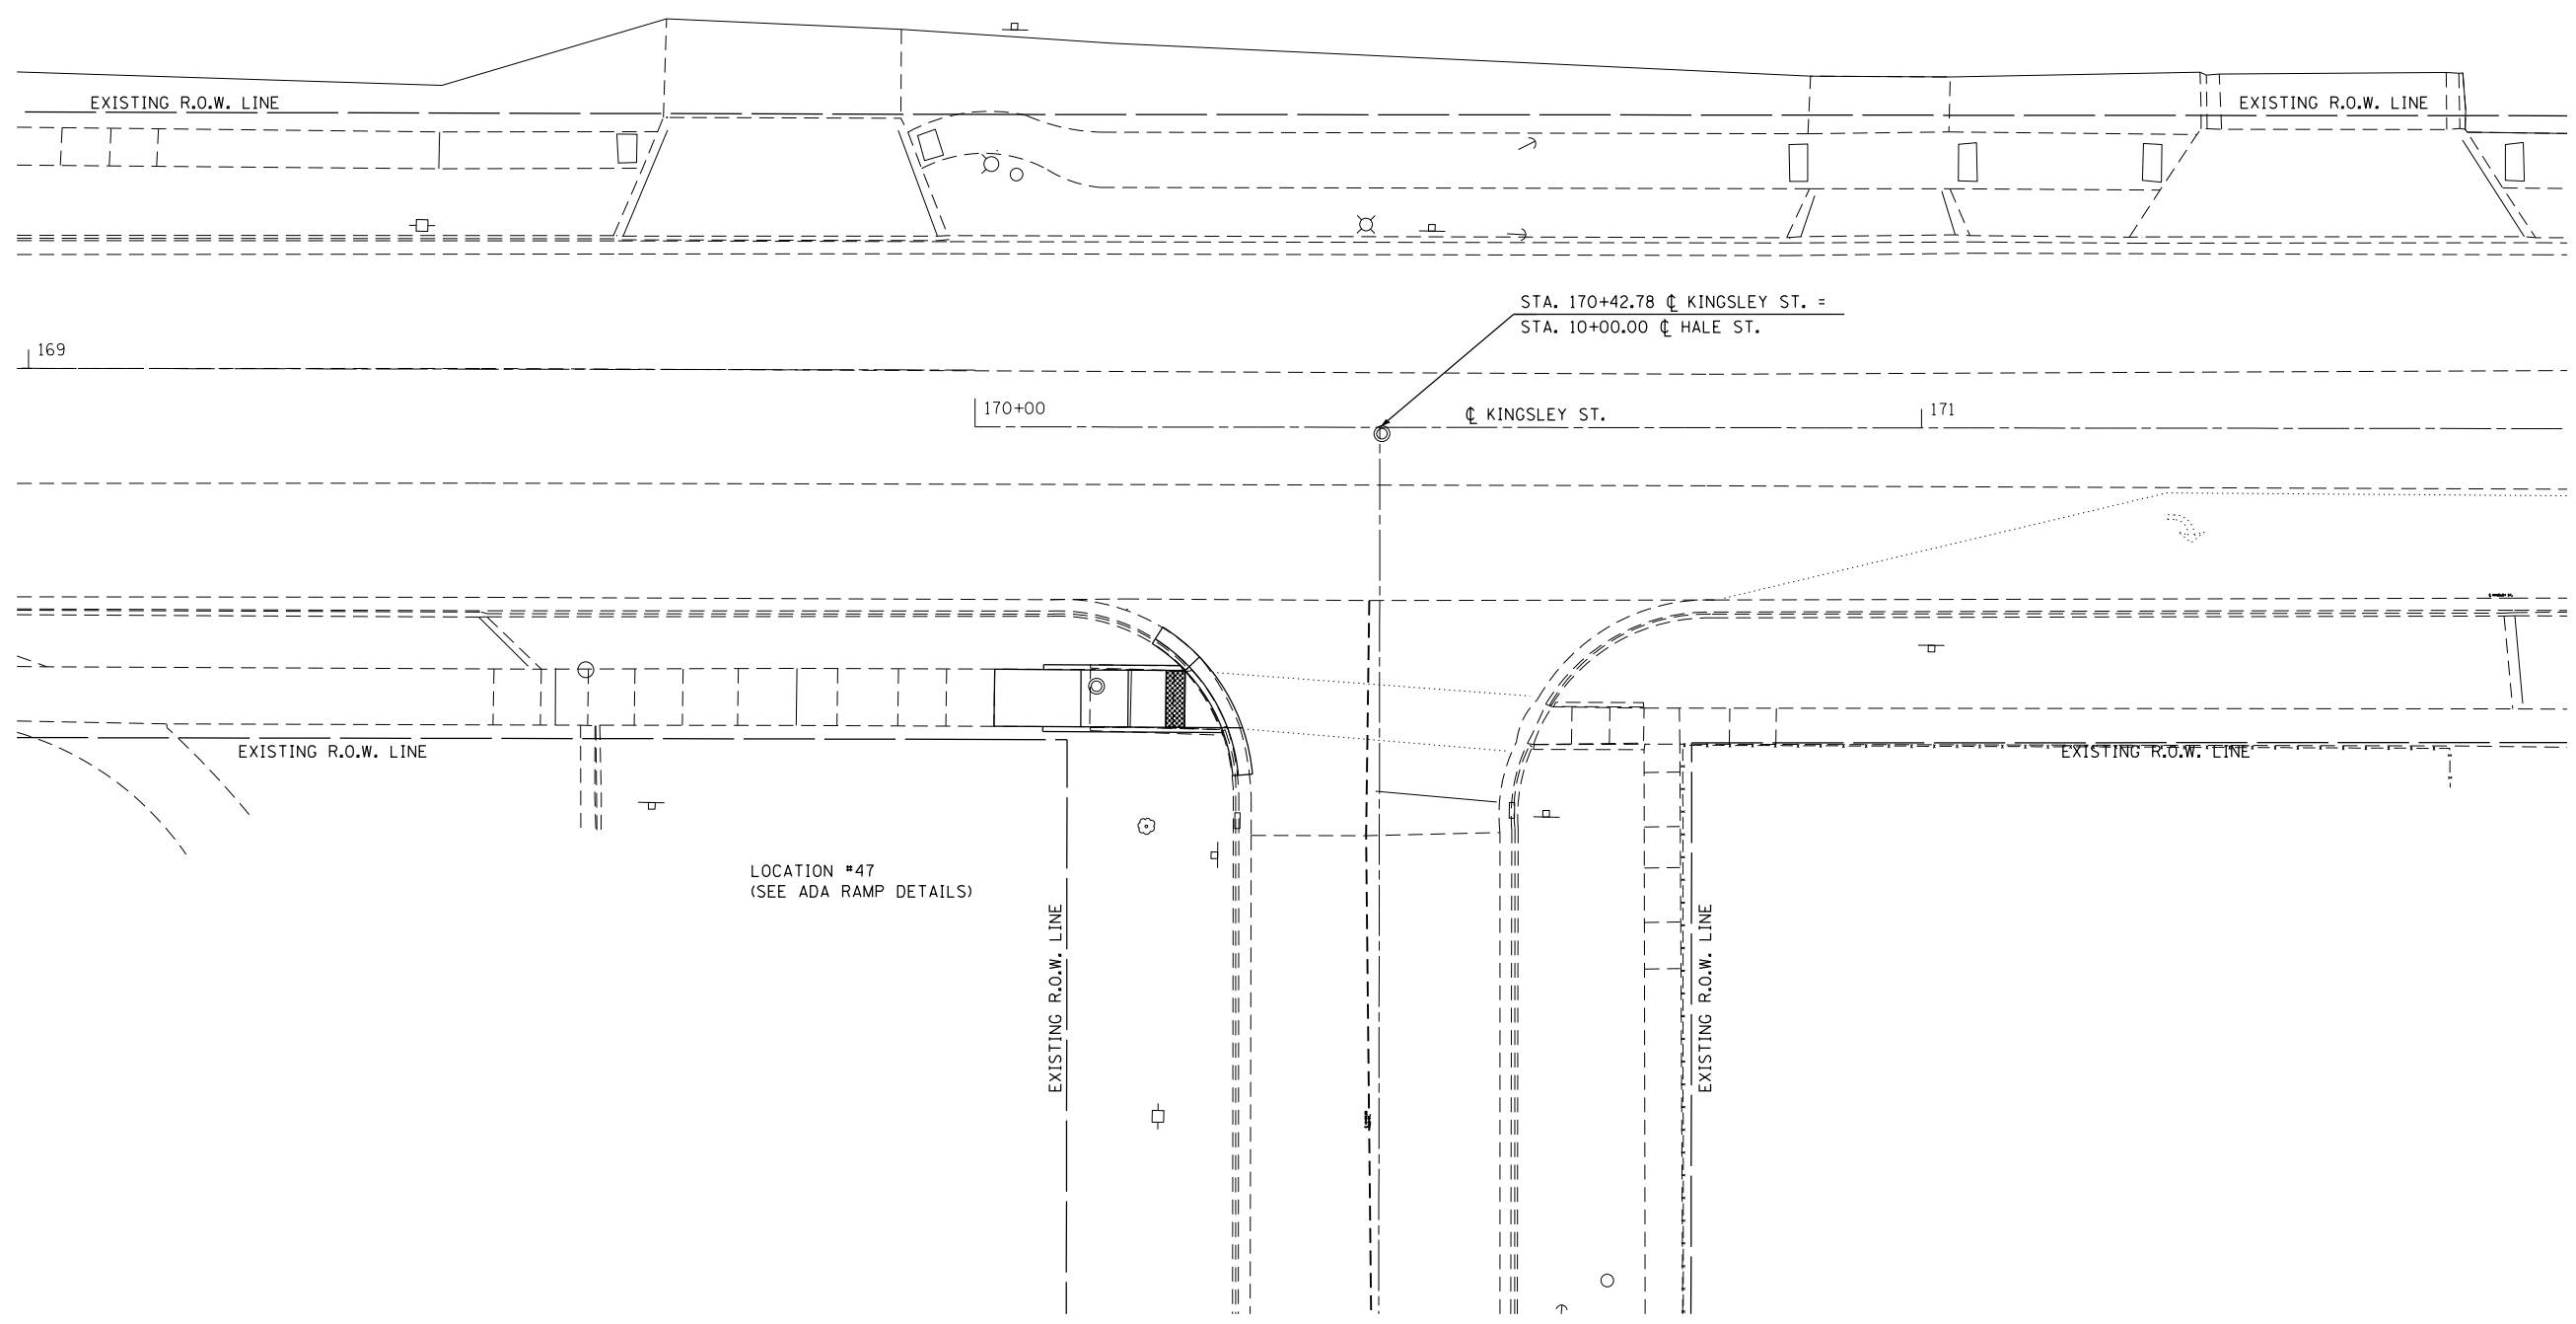 EXISTING R.O.W. LINE
EXISTING R.O.W. LINE
STA. 170+42.78 ℄ KINGSLEY ST. =
STA. 10+00.00 ℄ HALE ST.
169
170+00
℄ KINGSLEY ST.
171
EXISTING R.O.W. LINE
EXISTING R.O.W. LINE
LOCATION #47
(SEE ADA RAMP DETAILS)
EXISTING R.O.W. LINE
EXISTING R.O.W. LINE